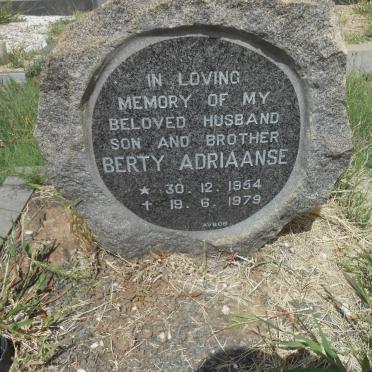 IN LOVING
MEMORY OF MY
BELOVED HUSBAND
SON AND BROTHER
BERTY ADRIAANSE
★ 30. 12. 1954
✝ 19. 6. 1979